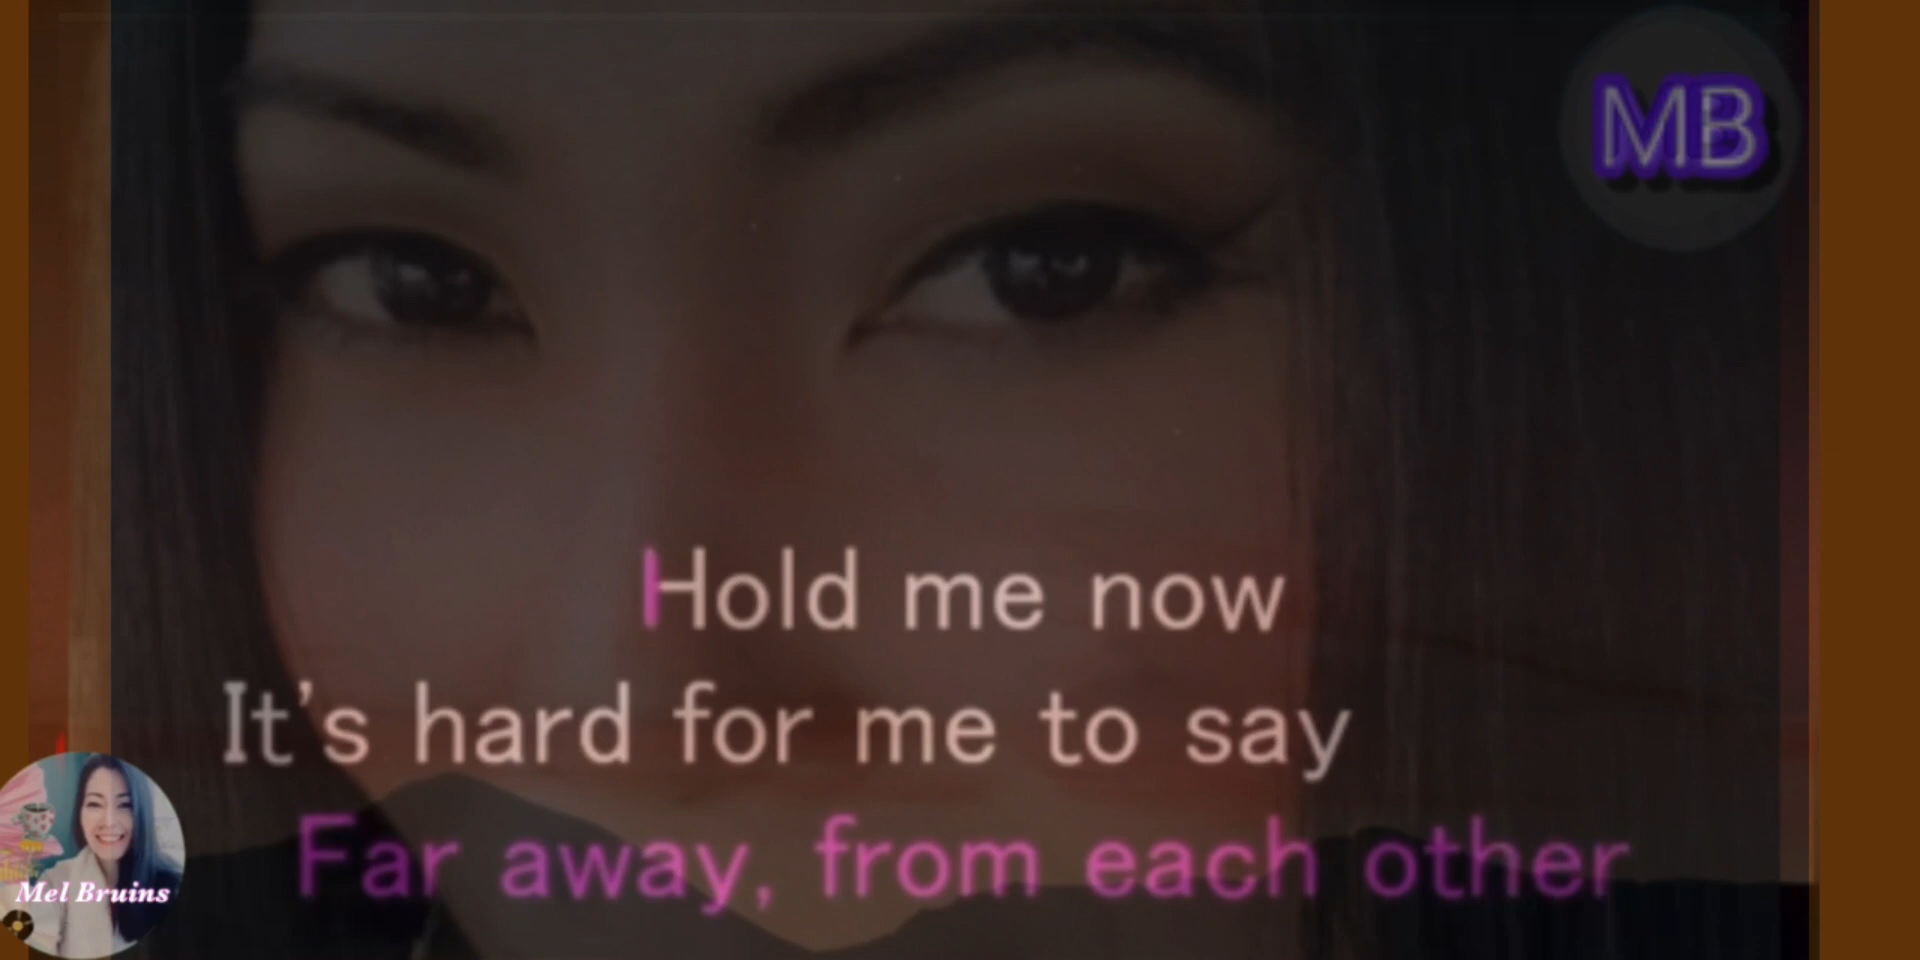 MB
Hold me now
It's hard for me to say
Far away, from each other
Mel Bruins